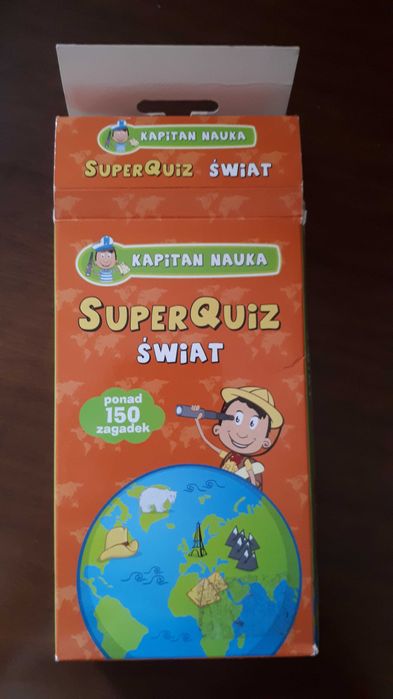 KAPITAN NAUKA
SUPERQUIZ ŚWIAT
KAPITAN NAUKA
SUPERQUIZ
ŚWIAT
ponad
150
zagadek